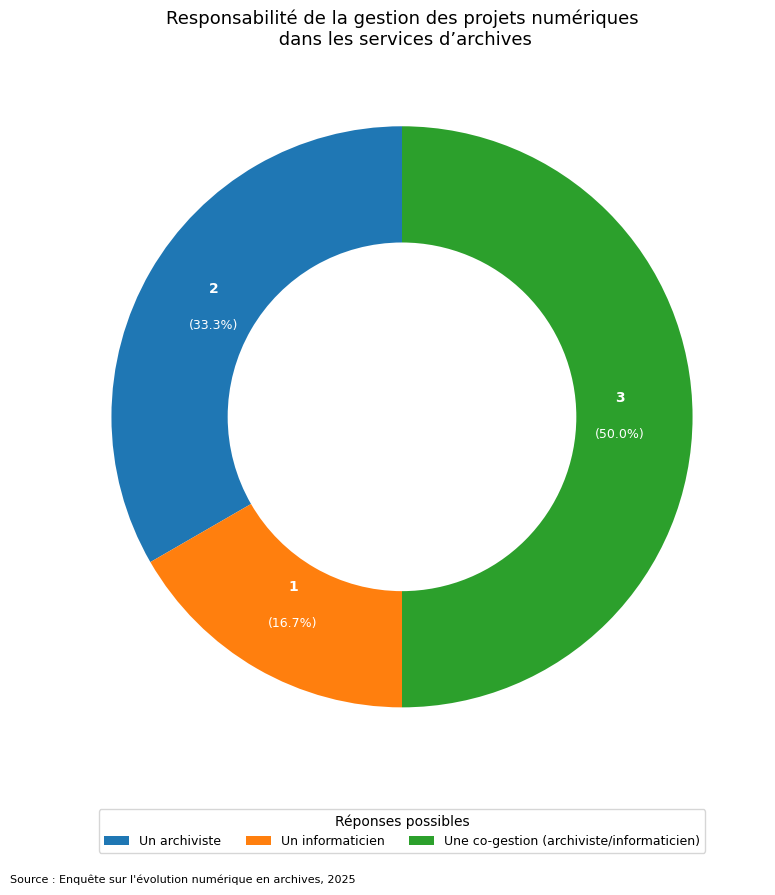 Responsabilité de la gestion des projets numériques
dans les services d’archives
2
(33.3%)
3
(50.0%)
1
(16.7%)
Réponses possibles
Un archiviste
Un informaticien
Une co-gestion (archiviste/informaticien)
Source : Enquête sur l'évolution numérique en archives, 2025